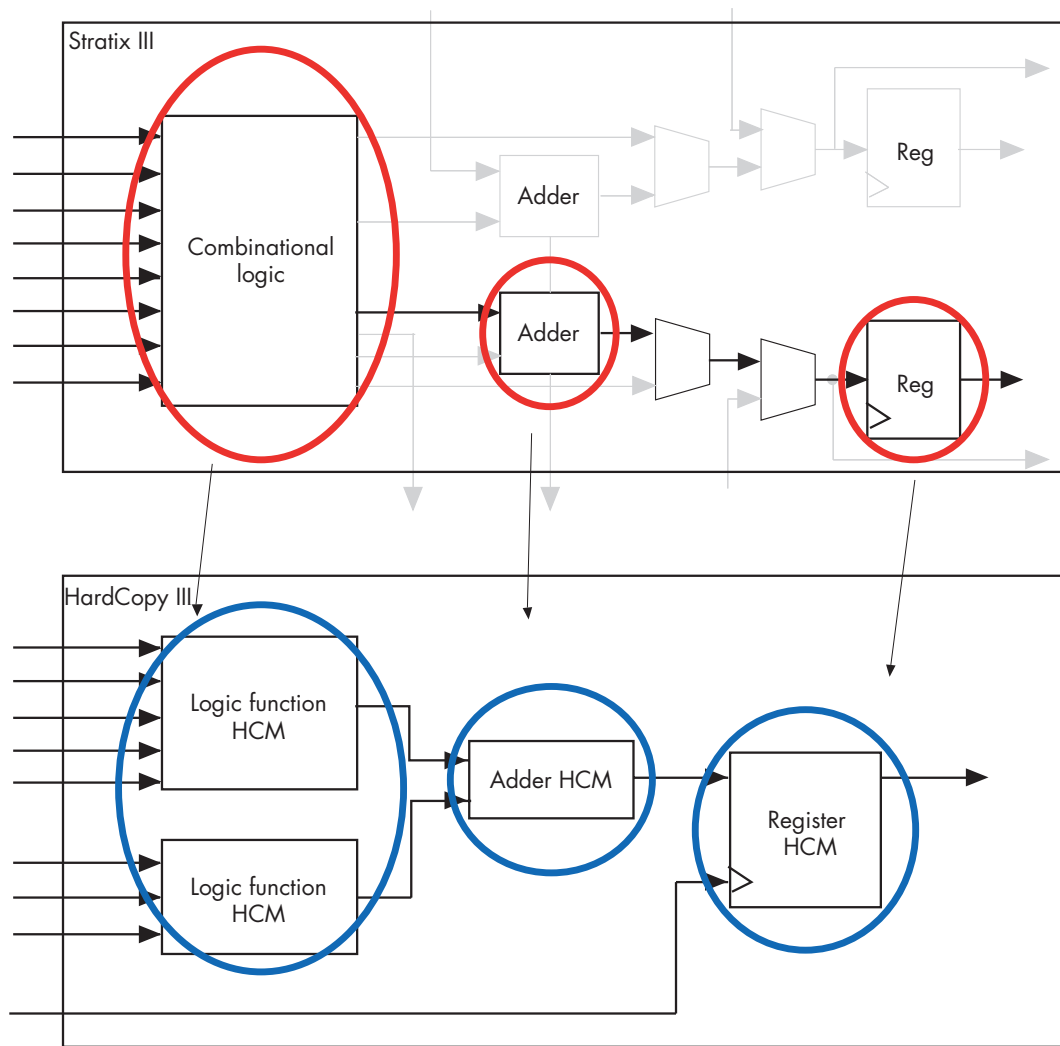 Stratix III
Reg
Adder
Combinational
logic
Adder
Reg
HardCopy III
Logic function
HCM
Adder HCM
Register
HCM
Logic function
HCM